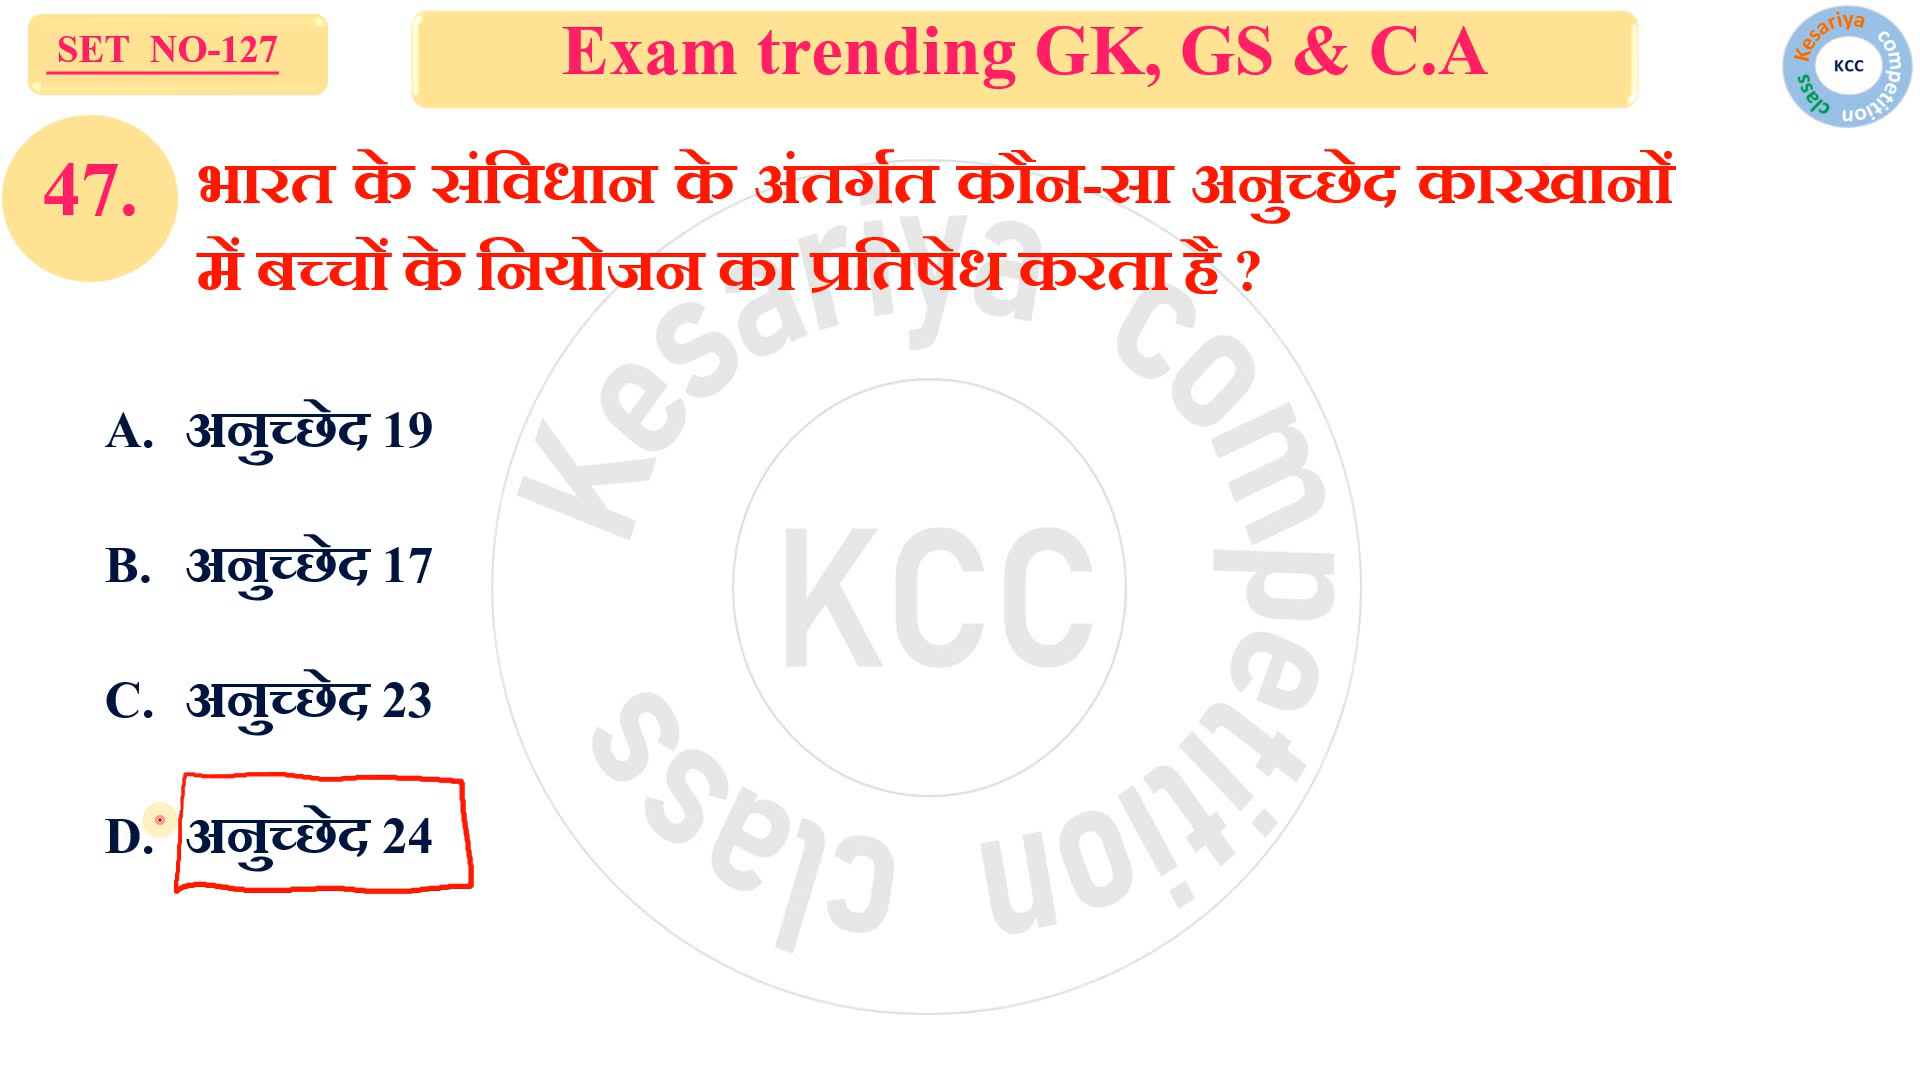 SET NO-127
Exam trending GK, GS & C.A
Kesariya competition class
KCC
47. भारत के संविधान के अंतर्गत कौन-सा अनुच्छेद कारखानों
में बच्चों के नियोजन का प्रतिषेध करता है ?
A. अनुच्छेद 19
B. अनुच्छेद 17
C. अनुच्छेद 23
D. अनुच्छेद 24
Kesariya competition class
KCC